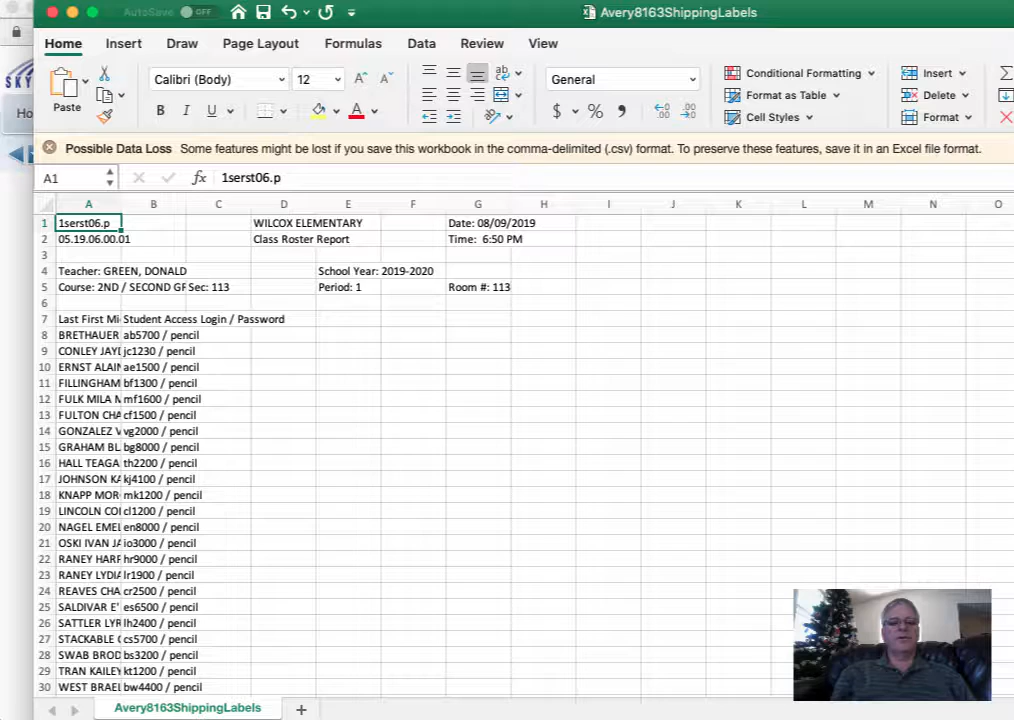 AutoSave OFF
Avery8163ShippingLabels
Home Insert Draw Page Layout Formulas Data Review View
SKY
Ho
Paste
Calibri (Body) 12
B I U
General
$ % ,
Conditional Formatting
Format as Table
Cell Styles
Insert
Delete
Format
Possible Data Loss Some features might be lost if you save this workbook in the comma-delimited (.csv) format. To preserve these features, save it in an Excel file format.
A1 fx 1serst06.p
A B C D E F G H I J K L M N O
1 1serst06.p WILCOX ELEMENTARY Date: 08/09/2019
2 05.19.06.00.01 Class Roster Report Time: 6:50 PM
3
4 Teacher: GREEN, DONALD School Year: 2019-2020
5 Course: 2ND / SECOND GF Sec: 113 Period: 1 Room #: 113
6
7 Last First Mi Student Access Login / Password
8 BRETHAUER ab5700 / pencil
9 CONLEY JAYD jc1230 / pencil
10 ERNST ALAIN ae1500 / pencil
11 FILLINGHAM bf1300 / pencil
12 FULK MILA M mf1600 / pencil
13 FULTON CHA cf1500 / pencil
14 GONZALEZ V vg2000 / pencil
15 GRAHAM BL bg8000 / pencil
16 HALL TEAGA th2200 / pencil
17 JOHNSON KA kj4100 / pencil
18 KNAPP MOR mk1200 / pencil
19 LINCOLN COI cl1200 / pencil
20 NAGEL EMEL en8000 / pencil
21 OSKI IVAN JA io3000 / pencil
22 RANEY HARP hr9000 / pencil
23 RANEY LYDIA lr1900 / pencil
24 REAVES CHA cr2500 / pencil
25 SALDIVAR E' es6500 / pencil
26 SATTLER LYR lh2400 / pencil
27 STACKABLE C cs5700 / pencil
28 SWAB BROD bs3200 / pencil
29 TRAN KAILEY kt1200 / pencil
30 WEST BRAEL bw4400 / pencil
Avery8163ShippingLabels